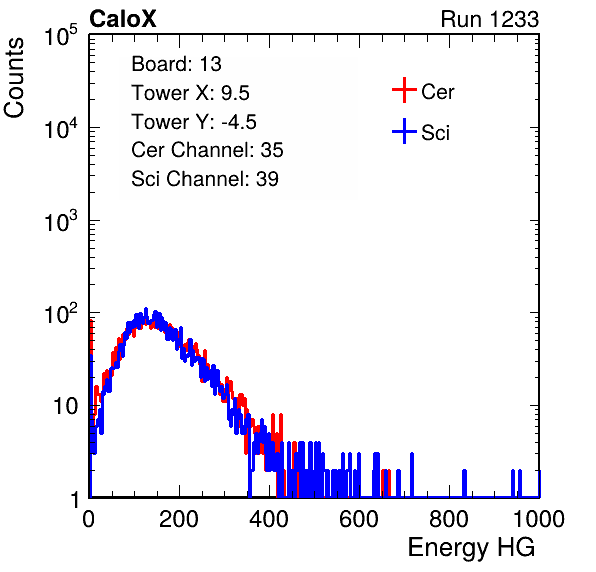 CaloX Run 1233
Counts
Board: 13
Tower X: 9.5
Tower Y: -4.5
Cer Channel: 35
Sci Channel: 39
Cer
Sci
10^5
10^4
10^3
10^2
10
1
0 200 400 600 800 1000
Energy HG